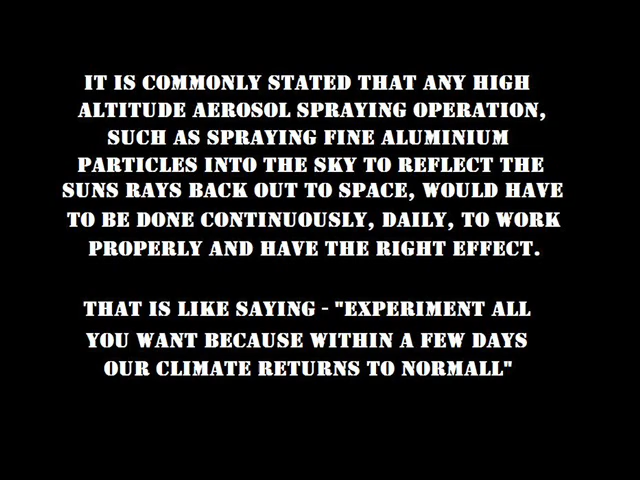 IT IS COMMONLY STATED THAT ANY HIGH
ALTITUDE AEROSOL SPRAYING OPERATION,
SUCH AS SPRAYING FINE ALUMINIUM
PARTICLES INTO THE SKY TO REFLECT THE
SUNS RAYS BACK OUT TO SPACE, WOULD HAVE
TO BE DONE CONTINUOUSLY, DAILY, TO WORK
PROPERLY AND HAVE THE RIGHT EFFECT.
THAT IS LIKE SAYING - "EXPERIMENT ALL
YOU WANT BECAUSE WITHIN A FEW DAYS
OUR CLIMATE RETURNS TO NORMALL"